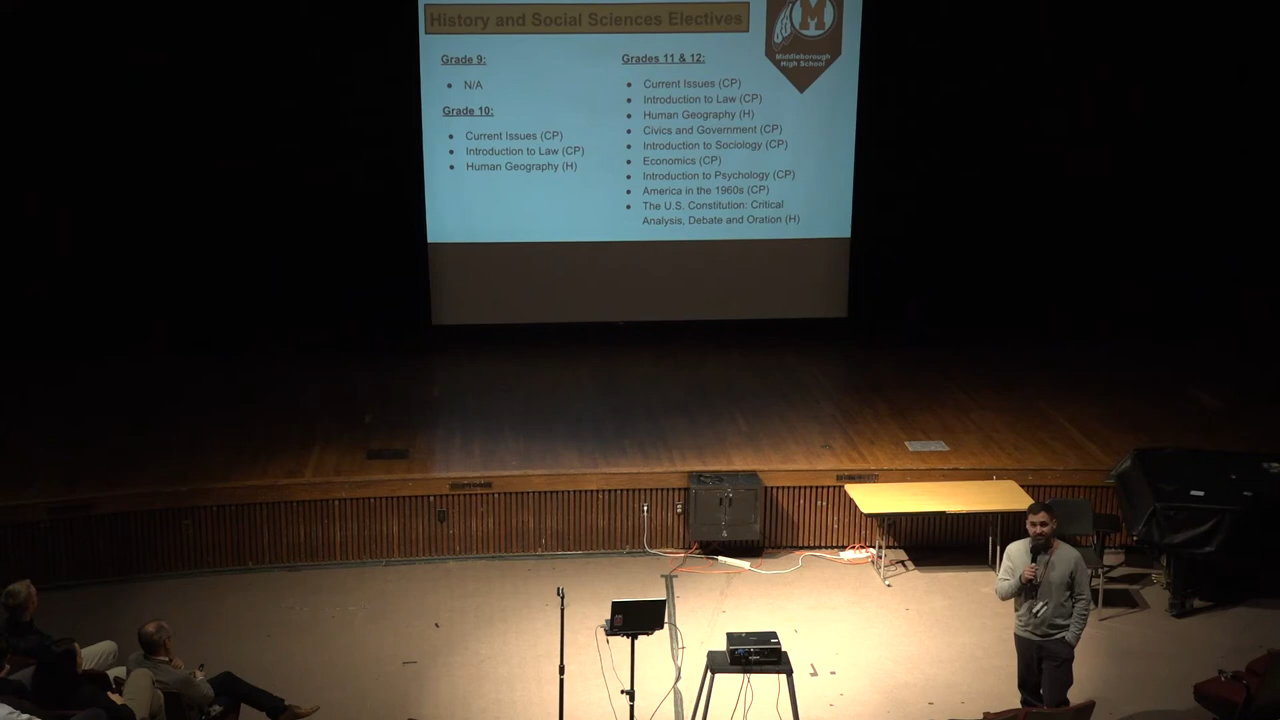 History and Social Sciences Electives
M
Middleborough
High School
Grade 9:
● N/A
Grade 10:
● Current Issues (CP)
● Introduction to Law (CP)
● Human Geography (H)
Grades 11 & 12:
● Current Issues (CP)
● Introduction to Law (CP)
● Human Geography (H)
● Civics and Government (CP)
● Introduction to Sociology (CP)
● Economics (CP)
● Introduction to Psychology (CP)
● America in the 1960s (CP)
● The U.S. Constitution: Critical
Analysis, Debate and Oration (H)